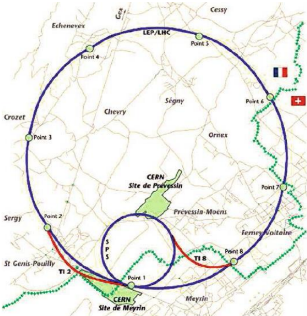 Cessy
Gex
Echenevex
LEP/LHC
Point 5
Point 4
Point 6
Ségny
Chevry
Crozet
Point 3
Ornex
CERN
Site de Prévessin
Point 7
Sergy
Point 2
Prévessin-Moens
Ferney-Voltaire
SPS
St Genis-Pouilly
TI 8
Point 8
TI 2
Point 1
CERN
Site de Meyrin
Meyrin